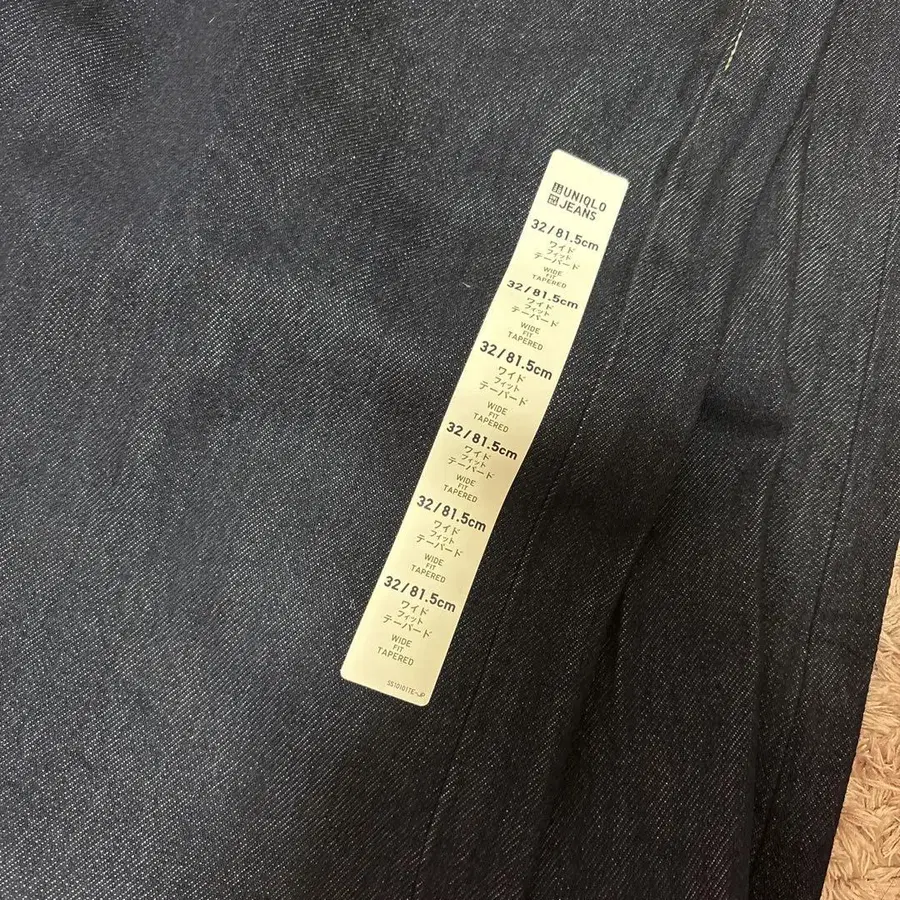 UNIQLO
JEANS
32/81.5cm
ワイド
フィット
テーパード
WIDE
FIT
TAPERED
32/81.5cm
ワイド
フィット
テーパード
WIDE
FIT
TAPERED
32/81.5cm
ワイド
フィット
テーパード
WIDE
FIT
TAPERED
32/81.5cm
ワイド
フィット
テーパード
WIDE
FIT
TAPERED
32/81.5cm
ワイド
フィット
テーパード
WIDE
FIT
TAPERED
32/81.5cm
ワイド
フィット
テーパード
WIDE
FIT
TAPERED
SS10101TE-JP